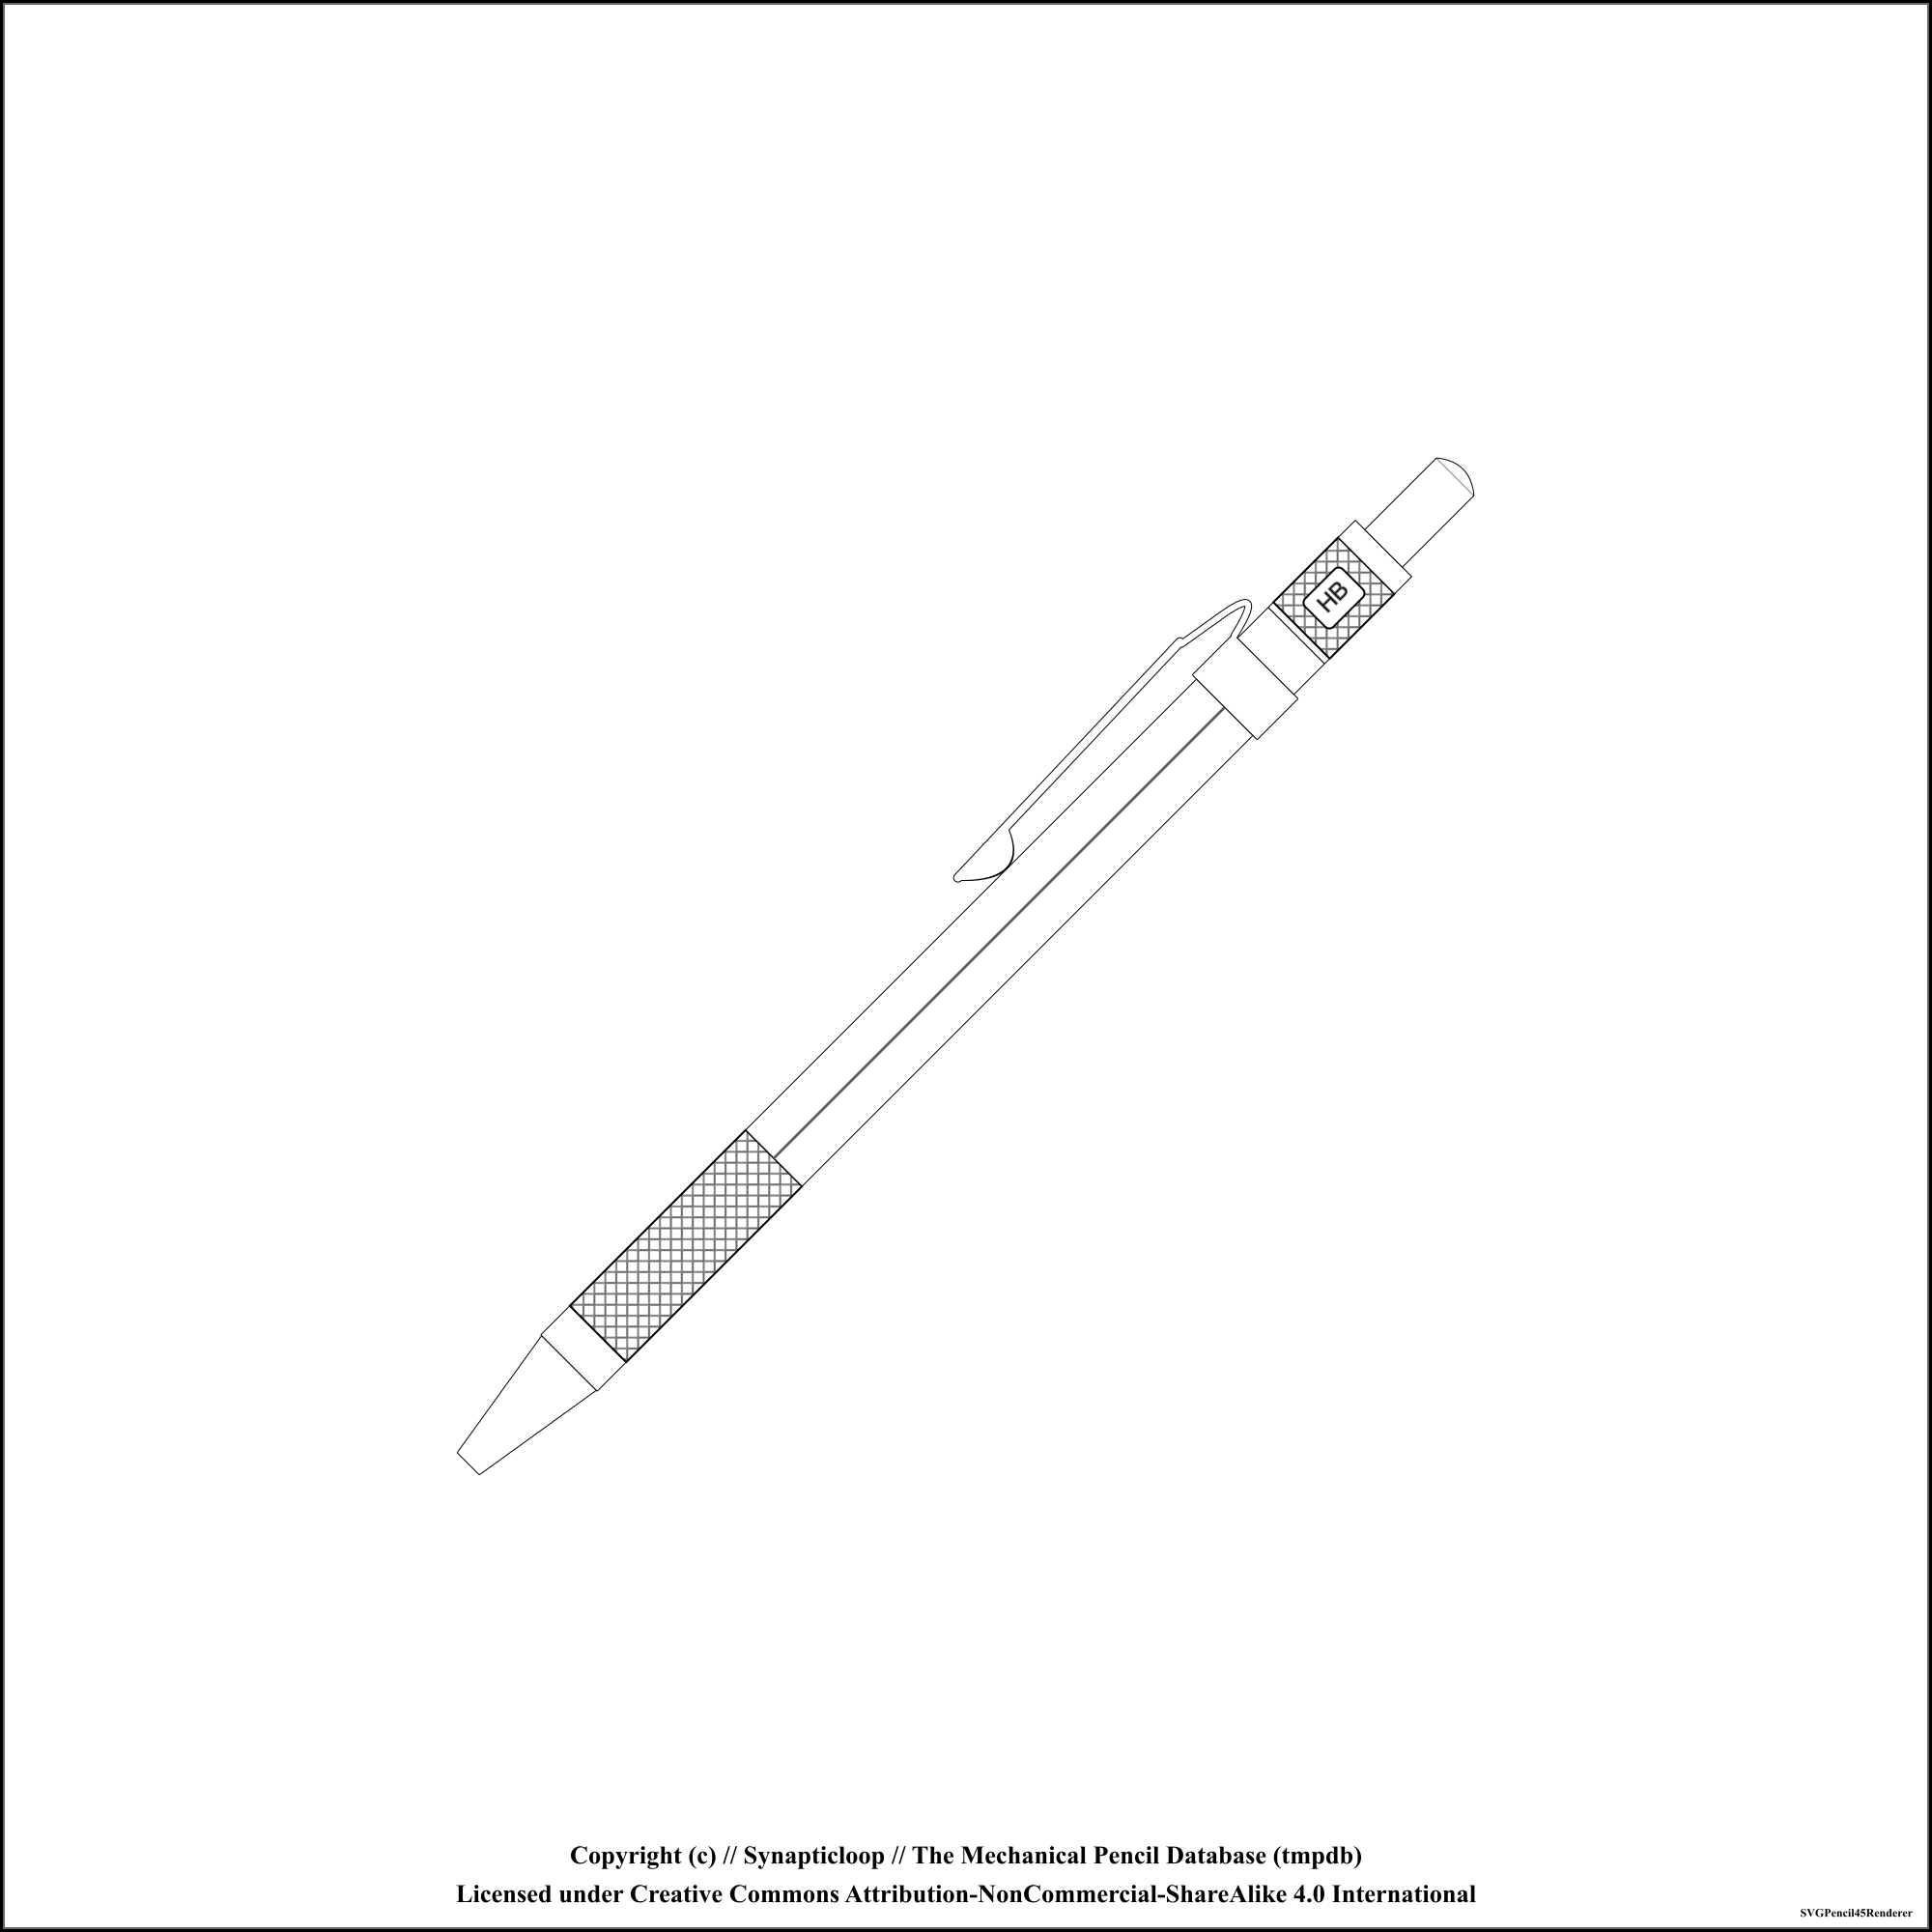 HB
Copyright (c) // Synapticloop // The Mechanical Pencil Database (tmpdb)
Licensed under Creative Commons Attribution-NonCommercial-ShareAlike 4.0 International
SVGPencil45Renderer